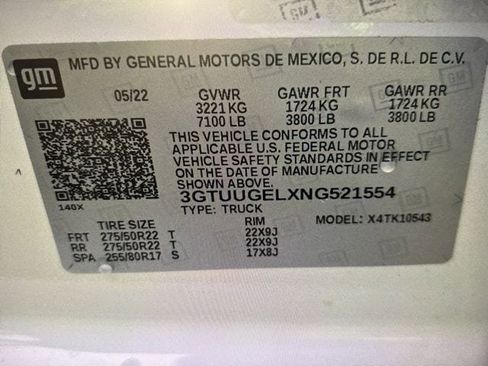 gm
MFD BY GENERAL MOTORS DE MEXICO, S. DE R.L. DE C.V.
05/22 GVWR GAWR FRT GAWR RR
3221 KG 1724 KG 1724 KG
7100 LB 3800 LB 3800 LB
THIS VEHICLE CONFORMS TO ALL
APPLICABLE U.S. FEDERAL MOTOR
VEHICLE SAFETY STANDARDS IN EFFECT
ON THE DATE OF MANUFACTURE
SHOWN ABOVE.
3GTUUGELXNG521554
140X TYPE: TRUCK MODEL: X4TK10543
TIRE SIZE RIM
FRT 275/50R22 T 22X9J
RR 275/50R22 T 22X9J
SPA 255/80R17 S 17X8J